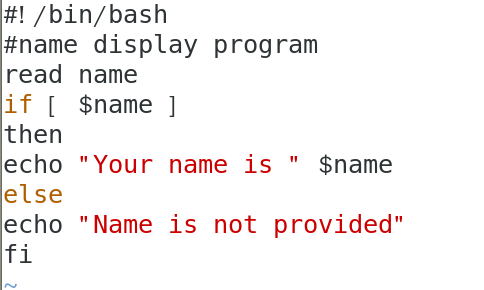 #! /bin/bash
#name display program
read name
if [ $name ]
then
echo "Your name is " $name
else
echo "Name is not provided"
fi
~